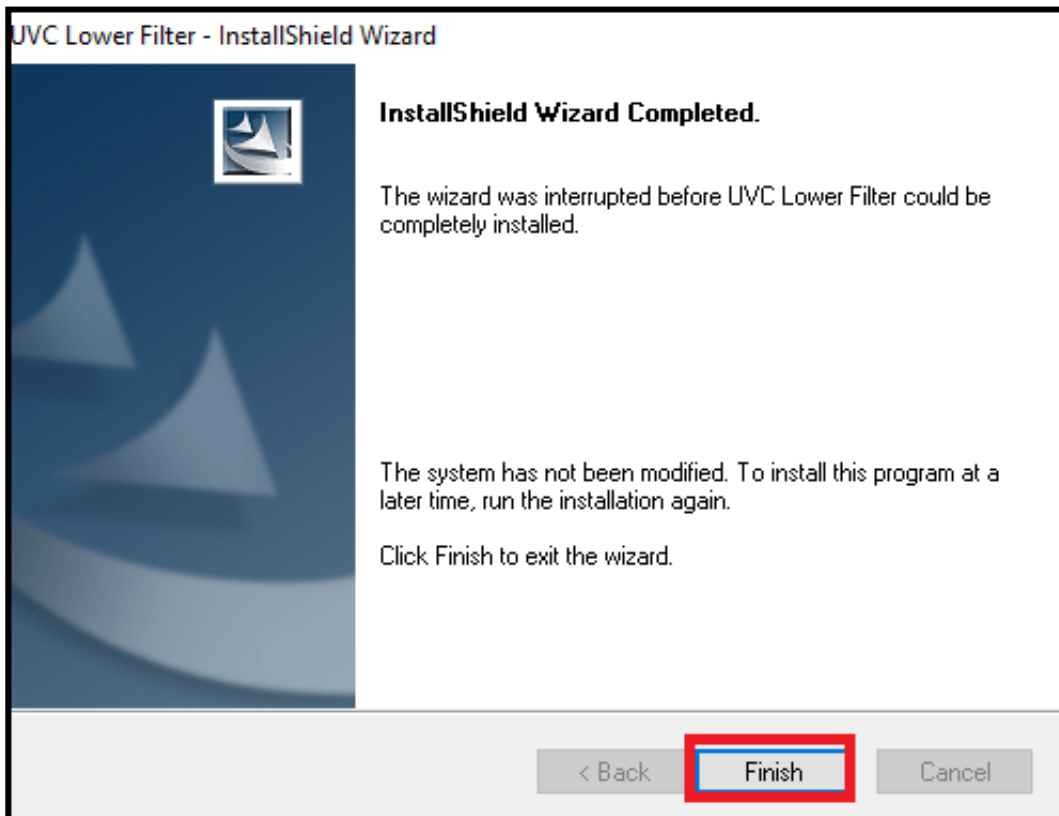 UVC Lower Filter - InstallShield Wizard
InstallShield Wizard Completed.
The wizard was interrupted before UVC Lower Filter could be
completely installed.
The system has not been modified. To install this program at a
later time, run the installation again.
Click Finish to exit the wizard.
< Back
Finish
Cancel